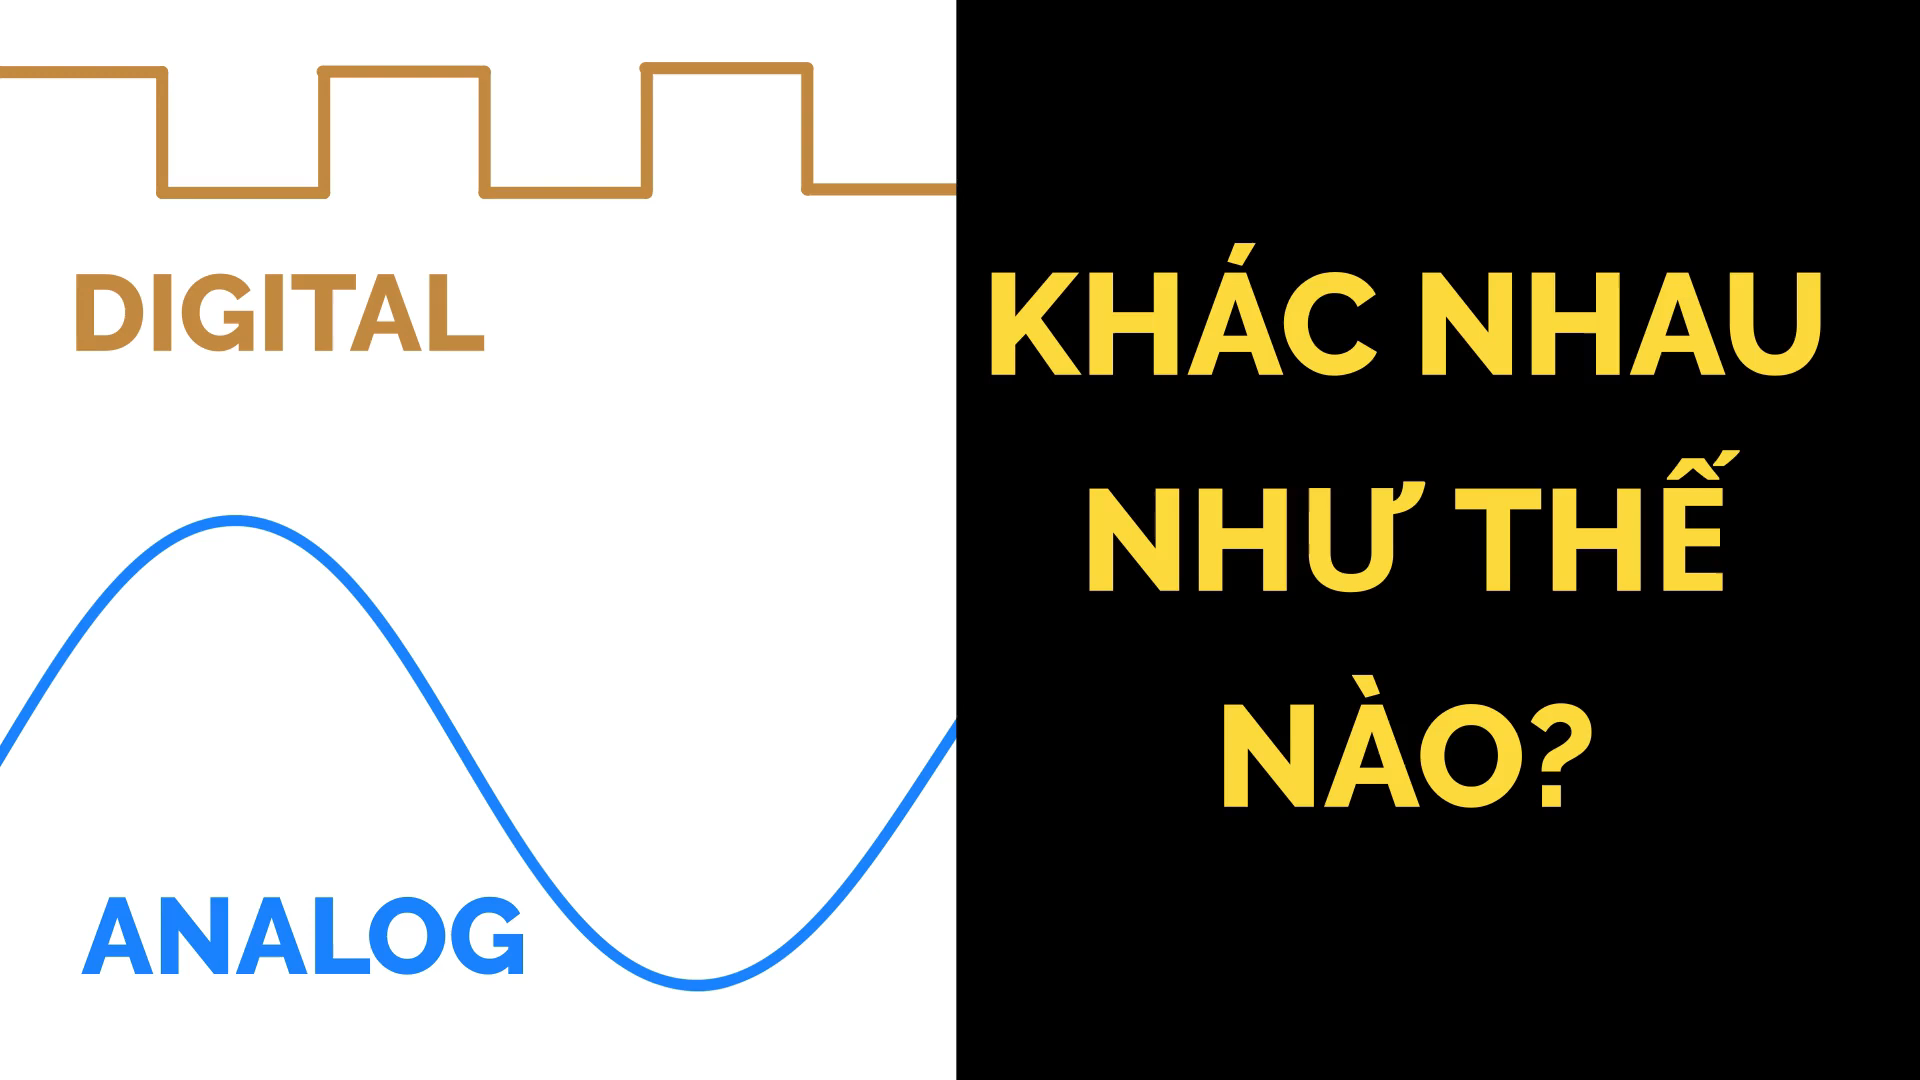 DIGITAL
ANALOG
KHÁC NHAU
NHƯ THẾ
NÀO?